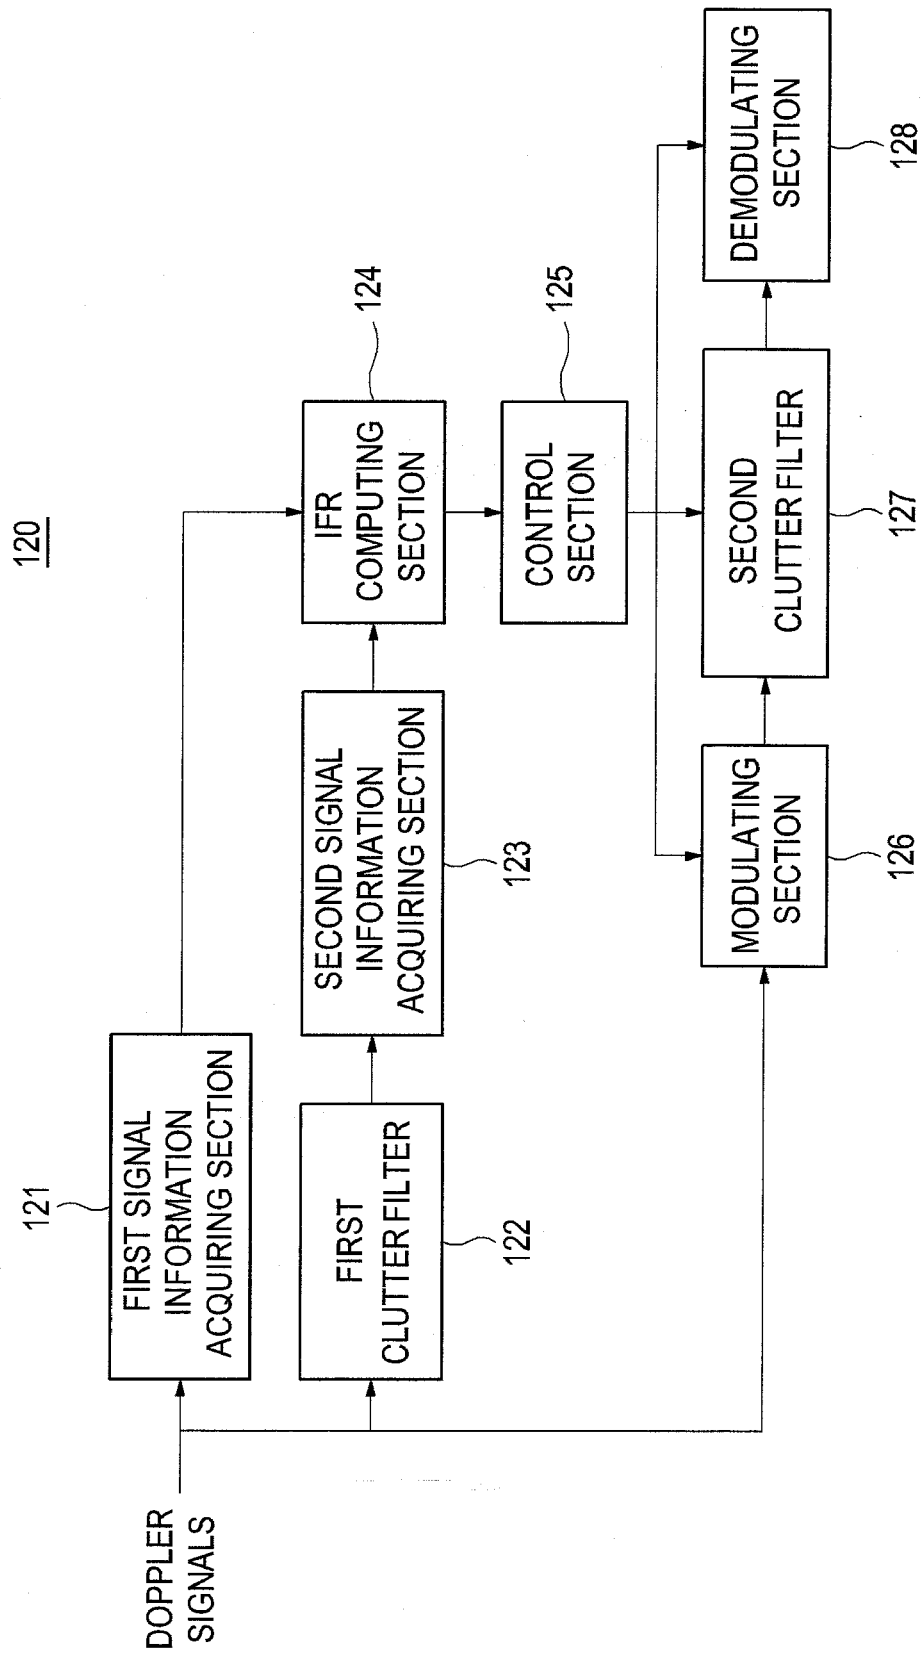 120
DOPPLER
SIGNALS
121
FIRST SIGNAL
INFORMATION
ACQUIRING SECTION
FIRST
CLUTTER FILTER
122
SECOND SIGNAL
INFORMATION
ACQUIRING SECTION
123
IFR
COMPUTING
SECTION
124
CONTROL
SECTION
125
MODULATING
SECTION
126
SECOND
CLUTTER FILTER
127
DEMODULATING
SECTION
128